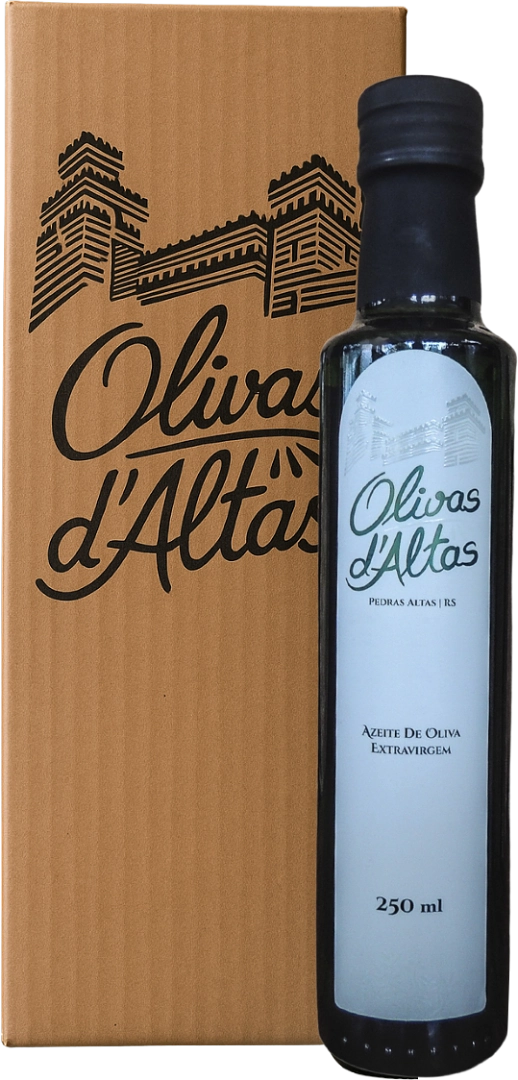 Olivas
d'Altas
Olivas
d'Altas
PEDRAS ALTAS | RS
AZEITE DE OLIVA
EXTRAVIRGEM
250 ml